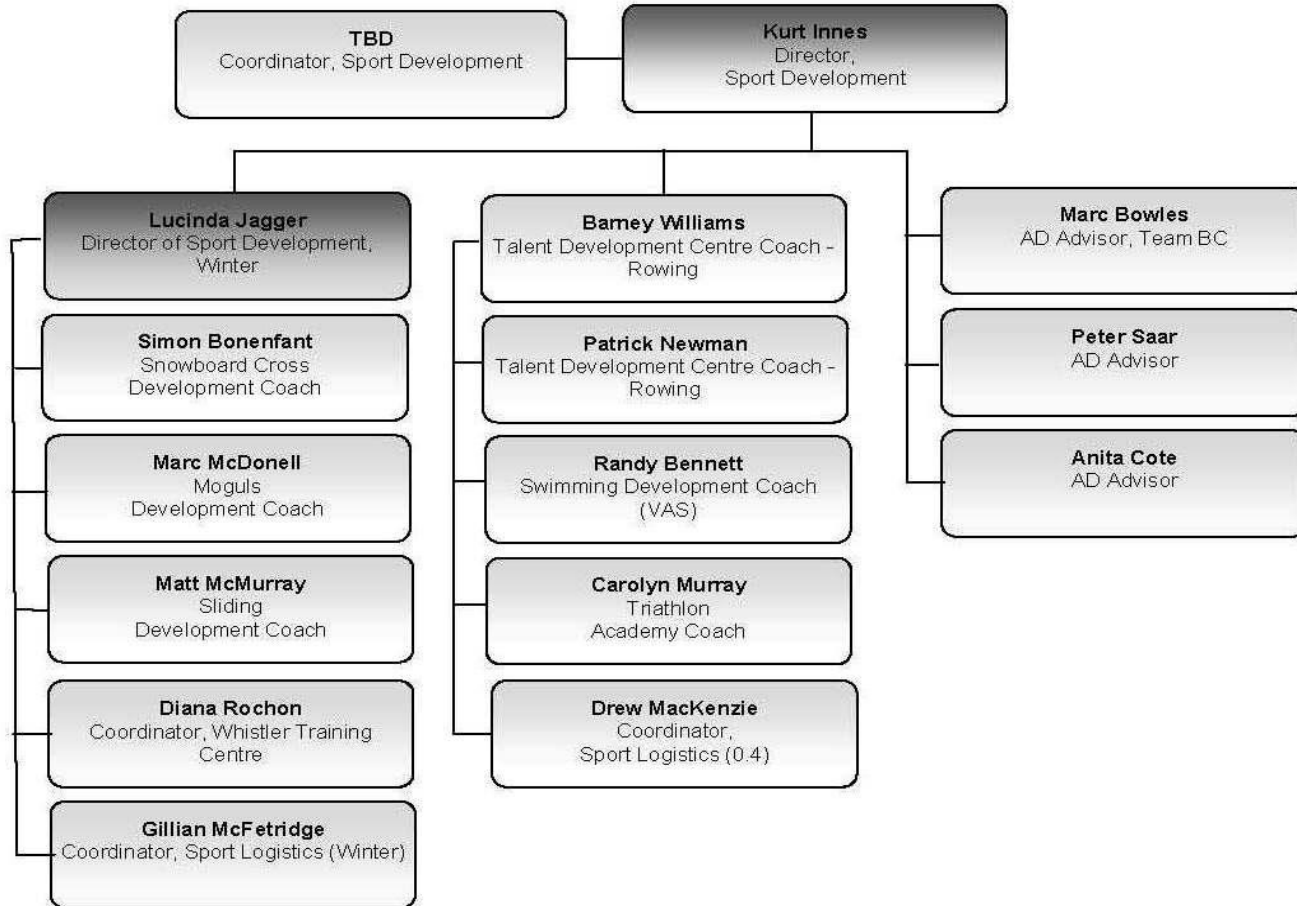 TBD
Coordinator, Sport Development
Kurt Innes
Director,
Sport Development
Lucinda Jagger
Director of Sport Development,
Winter
Simon Bonenfant
Snowboard Cross
Development Coach
Marc McDonell
Moguls
Development Coach
Matt McMurray
Sliding
Development Coach
Diana Rochon
Coordinator, Whistler Training
Centre
Gillian McFetridge
Coordinator, Sport Logistics (Winter)
Barney Williams
Talent Development Centre Coach -
Rowing
Patrick Newman
Talent Development Centre Coach -
Rowing
Randy Bennett
Swimming Development Coach
(VAS)
Carolyn Murray
Triathlon
Academy Coach
Drew MacKenzie
Coordinator,
Sport Logistics (0.4)
Marc Bowles
AD Advisor, Team BC
Peter Saar
AD Advisor
Anita Cote
AD Advisor